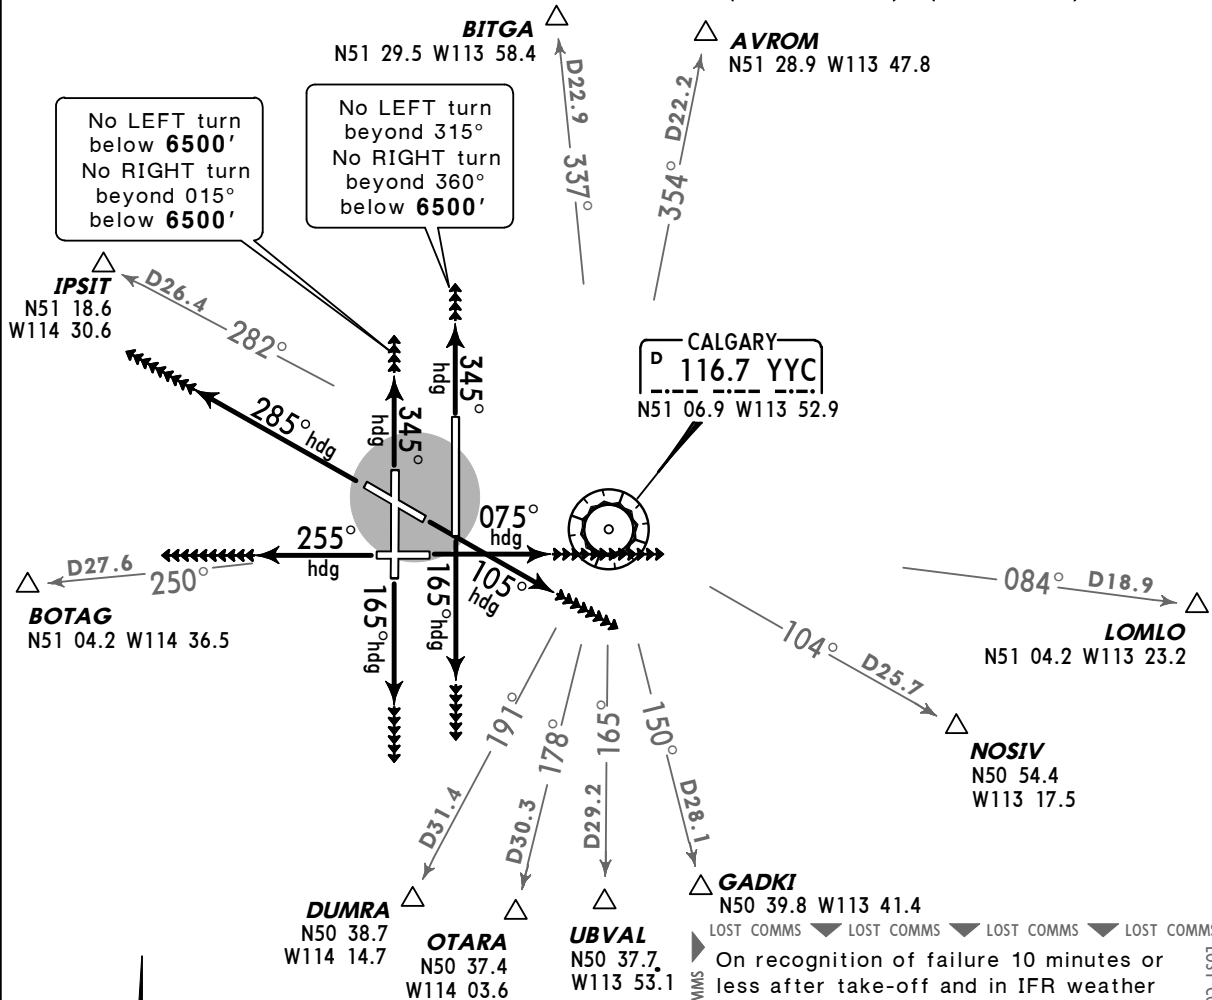 BITGA
N51 29.5 W113 58.4
AVROM
N51 28.9 W113 47.8
D22.9
337°
D22.2
354°
No LEFT turn
below 6500'
No RIGHT turn
beyond 015°
below 6500'
No LEFT turn
beyond 315°
No RIGHT turn
beyond 360°
below 6500'
IPSIT
N51 18.6
W114 30.6
D26.4
282°
CALGARY
D 116.7 YYC
N51 06.9 W113 52.9
345°
hdg
345°
hdg
285° hdg
255°
hdg
075°
hdg
105°
hdg
165° hdg
165° hdg
D27.6
250°
BOTAG
N51 04.2 W114 36.5
084°
D18.9
LOMLO
N51 04.2 W113 23.2
104°
D25.7
NOSIV
N50 54.4
W113 17.5
191°
D31.4
178°
D30.3
165°
D29.2
150°
D28.1
DUMRA
N50 38.7
W114 14.7
OTARA
N50 37.4
W114 03.6
UBVAL
N50 37.7
W113 53.1
GADKI
N50 39.8 W113 41.4
LOST COMMS LOST COMMS LOST COMMS LOST COMMS
On recognition of failure 10 minutes or
less after take-off and in IFR weather